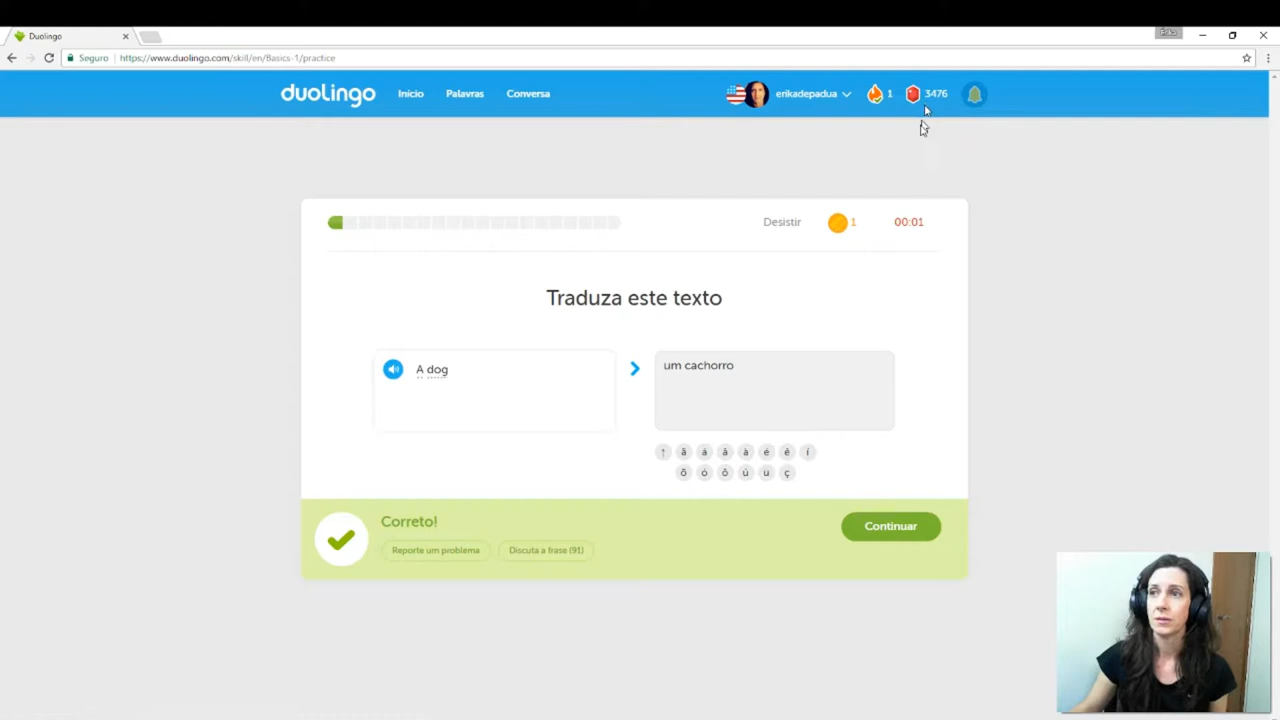 Duolingo
Erika
Seguro
https://www.duolingo.com/skill/en/Basics-1/practice
duolingo Início Palavras Conversa erikadepadua 1 3476
Desistir 1 00:01
Traduza este texto
A dog
um cachorro
↑ ã á â à é ê í
õ ó ô ú ü ç
Correto!
Reporte um problema Discuta a frase (91)
Continuar